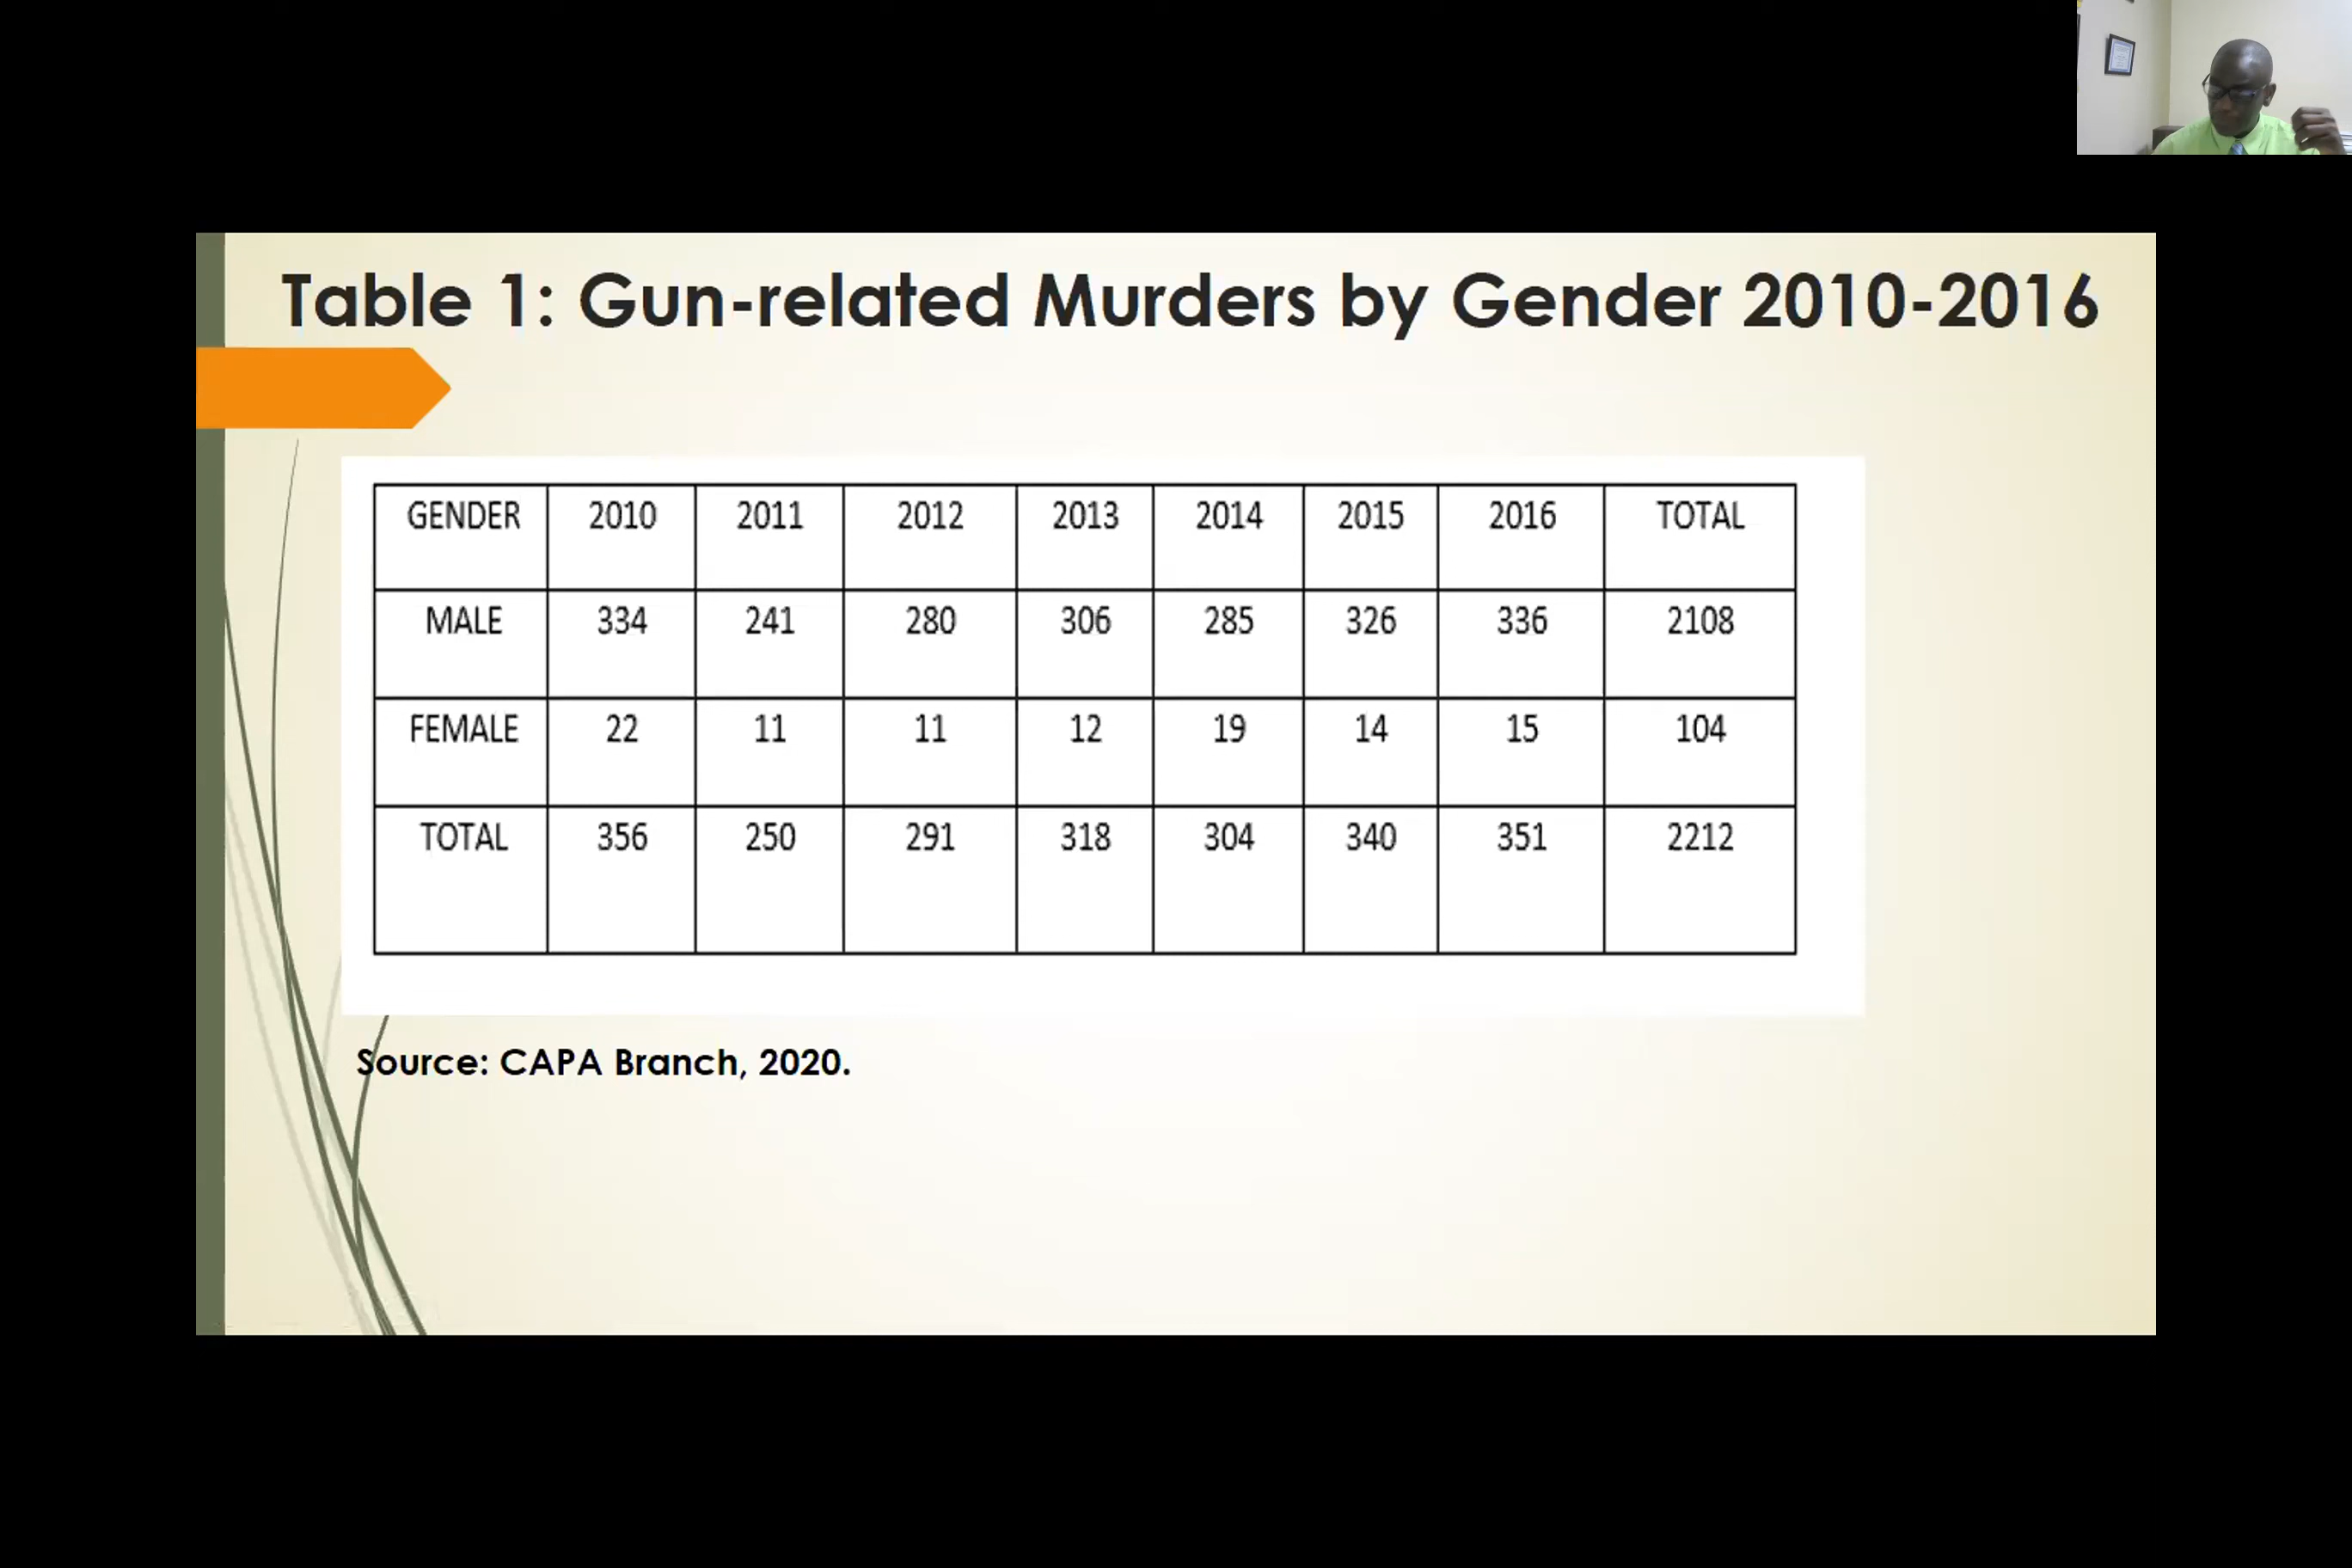 Table 1: Gun-related Murders by Gender 2010-2016
GENDER 2010 2011 2012 2013 2014 2015 2016 TOTAL
MALE 334 241 280 306 285 326 336 2108
FEMALE 22 11 11 12 19 14 15 104
TOTAL 356 250 291 318 304 340 351 2212
Source: CAPA Branch, 2020.